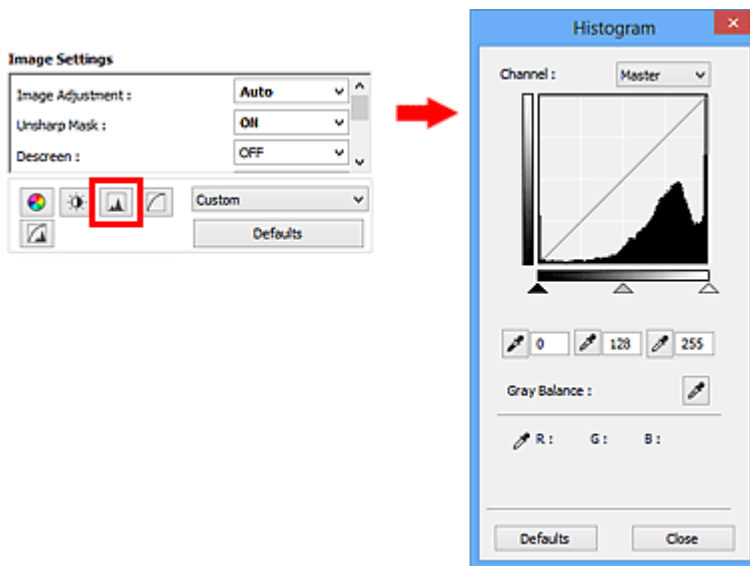 Image Settings
Image Adjustment : Auto
Unsharp Mask : ON
Descreen : OFF
Custom
Defaults
Histogram
Channel : Master
0 128 255
Gray Balance :
R : G : B :
Defaults Close